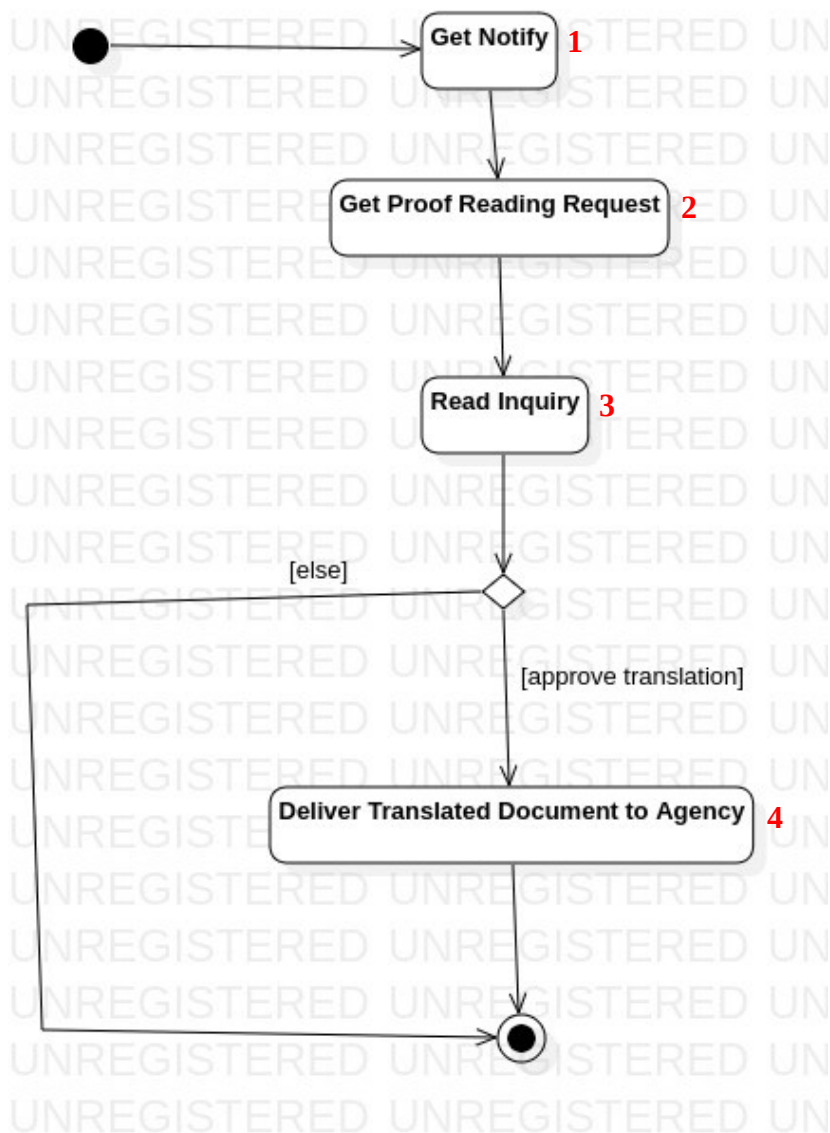 Get Notify 1
Get Proof Reading Request 2
Read Inquiry 3
[else]
[approve translation]
Deliver Translated Document to Agency 4
UNREGISTERED